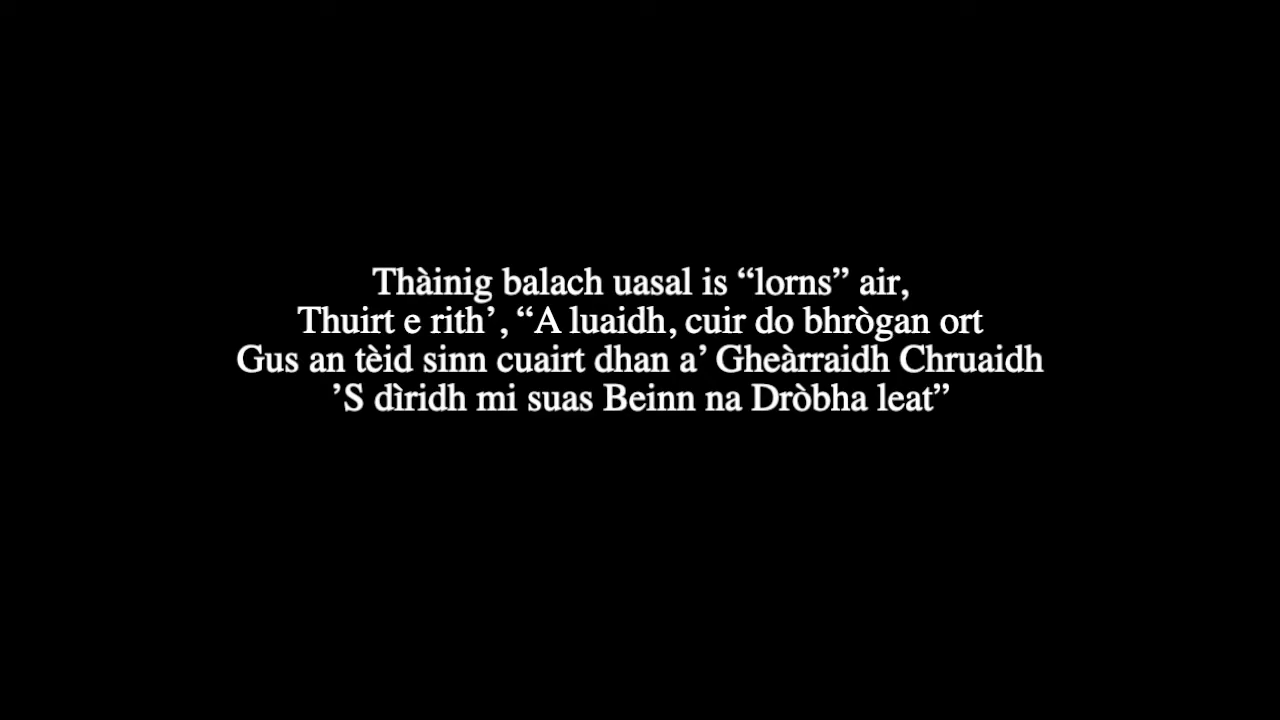 Thàinig balach uasal is “lorns” air,
Thuirt e rith’, “A luaidh, cuir do bhrògan ort
Gus an tèid sinn cuairt dhan a’ Gheàrraidh Chruaidh
’S dìridh mi suas Beinn na Dròbha leat”